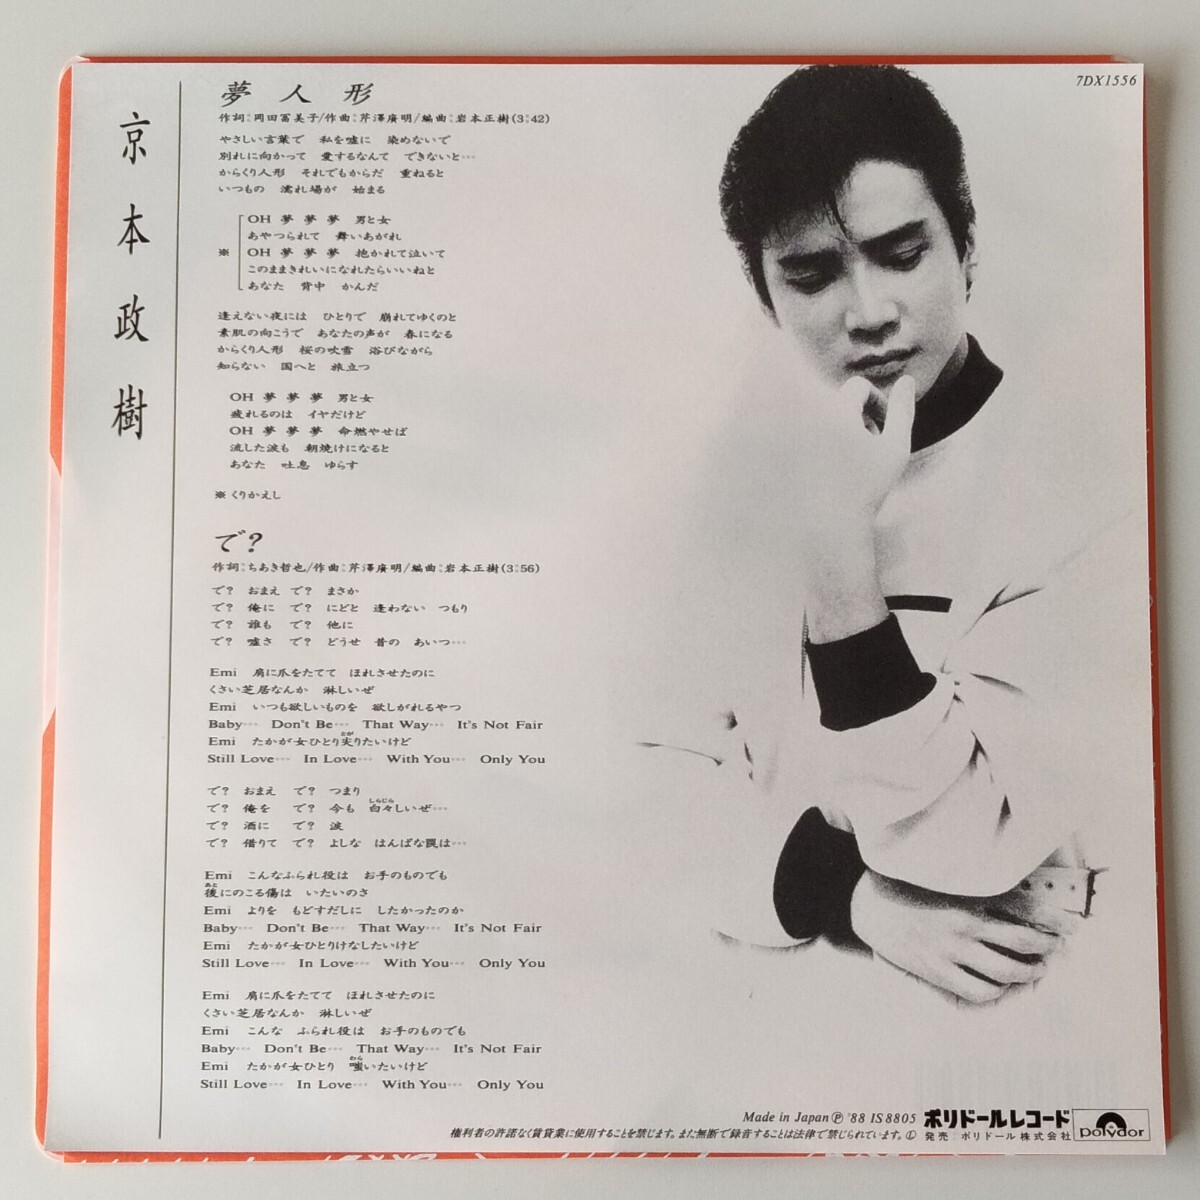 京本政樹
7DX1556
夢人形
作詞:岡田冨美子/作曲:芹澤廣明/編曲:岩本正樹(3:42)
やさしい言葉で 私を嘘に 染めないで
別れに向かって 愛するなんて できないと…
からくり人形 それでもからだ 重ねると
いつもの 濡れ場が 始まる
OH 夢 夢 夢 男と女
あやつられて 舞いあがれ
※ OH 夢 夢 夢 抱かれて泣いて
このままきれいになれたらいいねと
あなた 背中 かんだ
逢えない夜には ひとりで 崩れてゆくのと
素肌の向こうで あなたの声が 春になる
からくり人形 桜の吹雪 浴びながら
知らない 国へと 旅立つ
OH 夢 夢 夢 男と女
疲れるのは イヤだけど
OH 夢 夢 夢 命燃やせば
流した涙も 朝焼けになると
あなた 吐息 ゆらす
※くりかえし
で?
作詞:ちあき哲也/作曲:芹澤廣明/編曲:岩本正樹(3:56)
で? おまえ で? まさか
で? 俺に で? にどと 逢わない つもり
で? 誰も で? 他に
で? 嘘さ で? どうせ 昔の あいつ…
Emi 肩に爪をたてて ほれさせたのに
くさい芝居なんか 淋しいぜ
Emi いつも欲しいものを 欲しがれるやつ
Baby… Don't Be… That Way… It's Not Fair
Emi たかが女ひとり尖(とが)りたいけど
Still Love… In Love… With You… Only You
で? おまえ で? つまり
で? 俺を で? 今も 白々(しらじら)しいぜ…
で? 酒に で? 涙
で? 借りて で? よしな はんぱな罠は…
Emi こんなふられ役は お手のものでも
後(あと)にのこる傷は いたいのさ
Emi よりを もどすだしに したかったのか
Baby… Don't Be… That Way… It's Not Fair
Emi たかが女ひとりけなしたいけど
Still Love… In Love… With You… Only You
Emi 肩に爪をたてて ほれさせたのに
くさい芝居なんか 淋しいぜ
Emi こんな ふられ役は お手のものでも
Baby… Don't Be… That Way… It's Not Fair
Emi たかが女ひとり 嗤(わら)いたいけど
Still Love… In Love… With You… Only You
Made in Japan Ⓟ '88 IS 8805
ポリドールレコード
発売:ポリドール株式会社
polydor
権利者の許諾なく賃貸業に使用することを禁じます。また無断で録音することは法律で禁じられています。Ⓛ